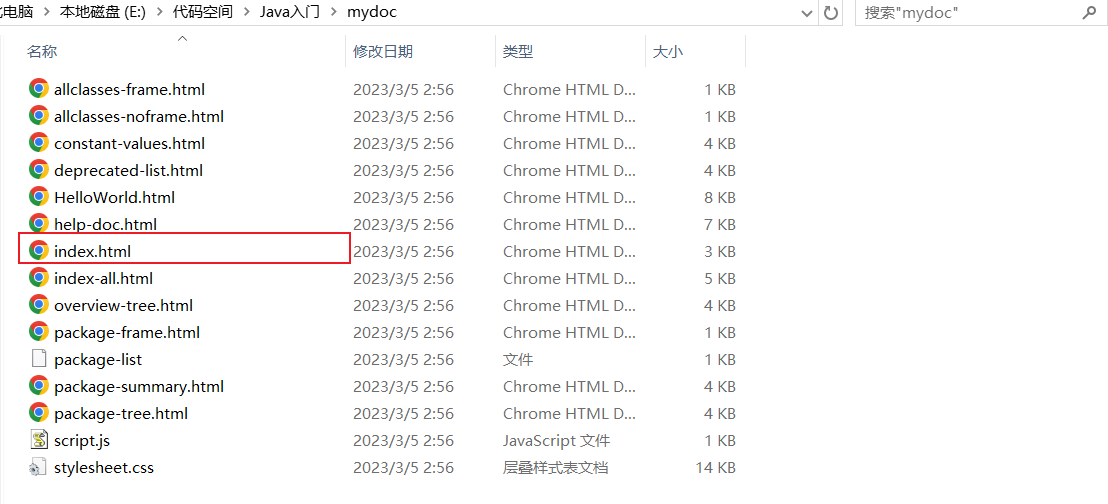 电脑 > 本地磁盘 (E:) > 代码空间 > Java入门 > mydoc 搜索"mydoc"
名称 修改日期 类型 大小
allclasses-frame.html 2023/3/5 2:56 Chrome HTML D... 1 KB
allclasses-noframe.html 2023/3/5 2:56 Chrome HTML D... 1 KB
constant-values.html 2023/3/5 2:56 Chrome HTML D... 4 KB
deprecated-list.html 2023/3/5 2:56 Chrome HTML D... 4 KB
HelloWorld.html 2023/3/5 2:56 Chrome HTML D... 8 KB
help-doc.html 2023/3/5 2:56 Chrome HTML D... 7 KB
index.html 2023/3/5 2:56 Chrome HTML D... 3 KB
index-all.html 2023/3/5 2:56 Chrome HTML D... 5 KB
overview-tree.html 2023/3/5 2:56 Chrome HTML D... 4 KB
package-frame.html 2023/3/5 2:56 Chrome HTML D... 1 KB
package-list 2023/3/5 2:56 文件 1 KB
package-summary.html 2023/3/5 2:56 Chrome HTML D... 4 KB
package-tree.html 2023/3/5 2:56 Chrome HTML D... 4 KB
script.js 2023/3/5 2:56 JavaScript 文件 1 KB
stylesheet.css 2023/3/5 2:56 层叠样式表文档 14 KB